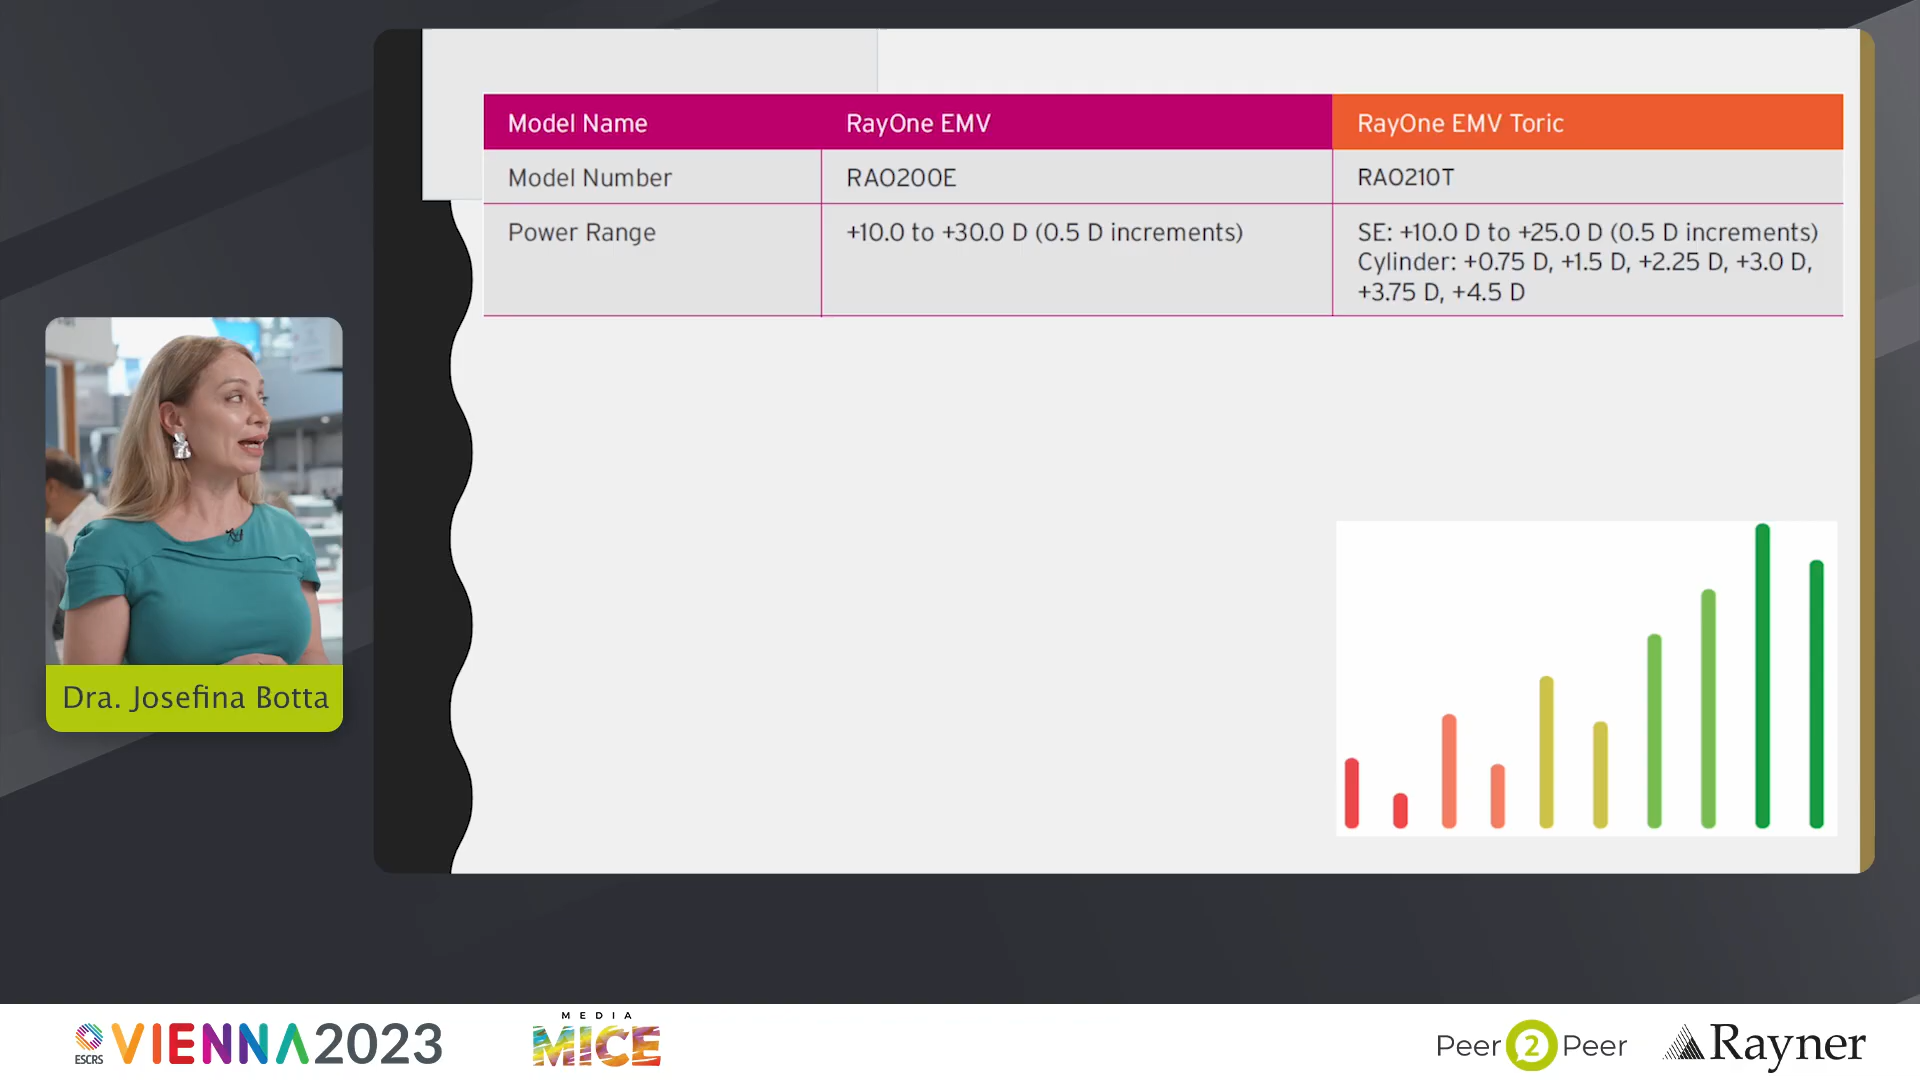 Model Name RayOne EMV RayOne EMV Toric
Model Number RAO200E RAO210T
Power Range +10.0 to +30.0 D (0.5 D increments) SE: +10.0 D to +25.0 D (0.5 D increments)
Cylinder: +0.75 D, +1.5 D, +2.25 D, +3.0 D,
+3.75 D, +4.5 D
Dra. Josefina Botta
ESCRS VIENNA2023
MEDIA
MICE
Peer 2 Peer
Rayner